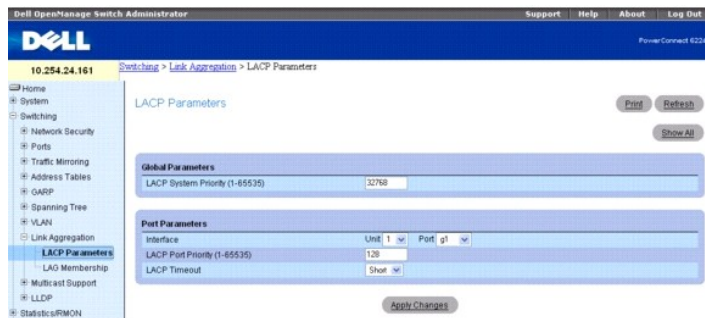 Dell OpenManage Switch Administrator
Support Help About Log Out
DELL
PowerConnect 622
10.254.24.161
Switching > Link Aggregation > LACP Parameters
Home
System
Switching
Network Security
Ports
Traffic Mirroring
Address Tables
GARP
Spanning Tree
VLAN
Link Aggregation
LACP Parameters
LAG Membership
Multicast Support
LLDP
Statistics/RMON
LACP Parameters
Print Refresh
Show All
Global Parameters
LACP System Priority (1-65535) 32768
Port Parameters
Interface Unit 1 Port g1
LACP Port Priority (1-65535) 128
LACP Timeout Short
Apply Changes